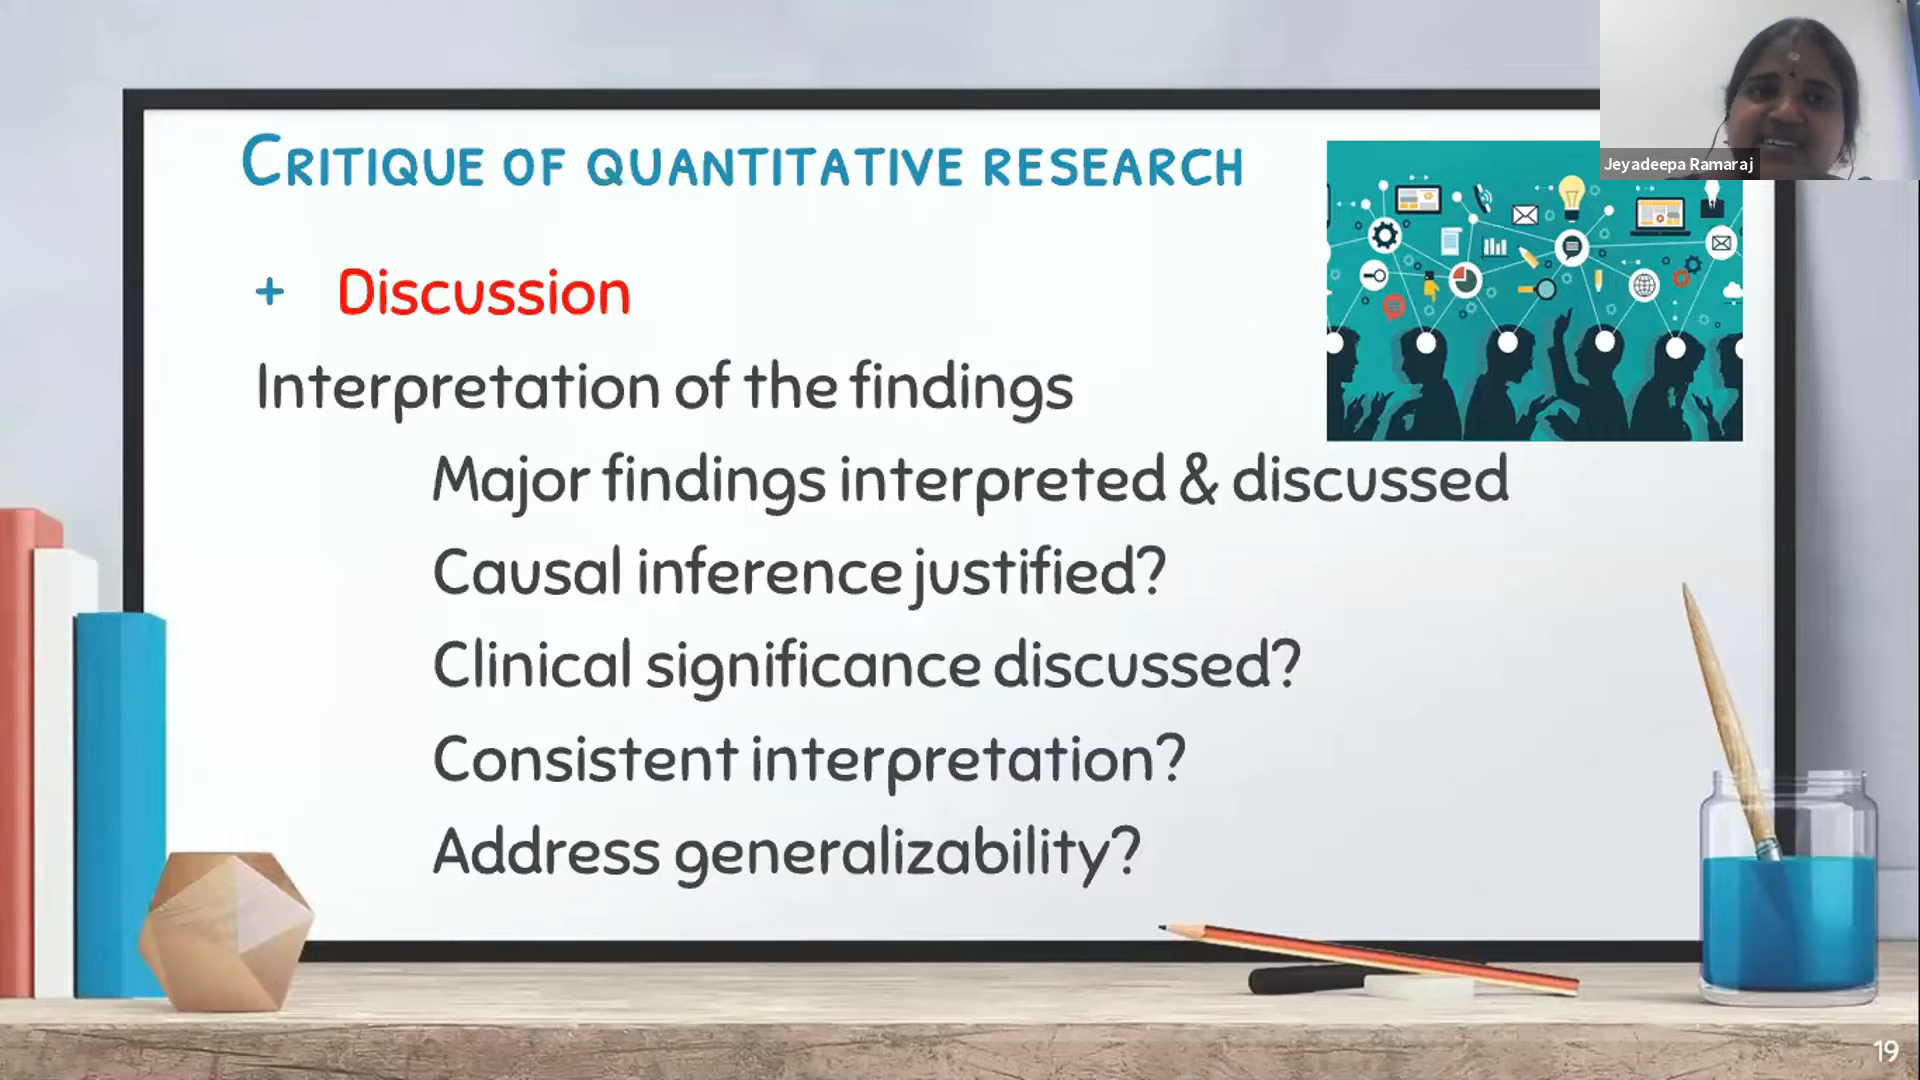 Critique of quantitative research
Jeyadeepa Ramaraj
+ Discussion
Interpretation of the findings
Major findings interpreted & discussed
Causal inference justified?
Clinical significance discussed?
Consistent interpretation?
Address generalizability?
19